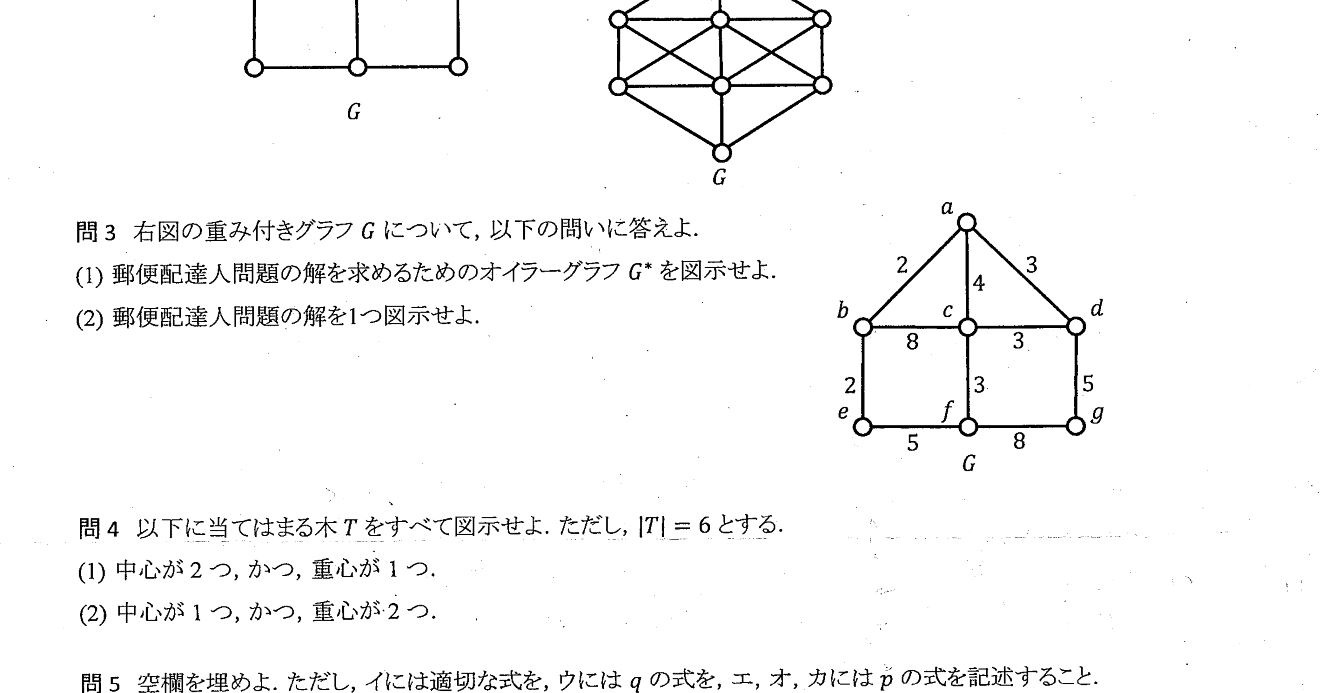 G
G
問3 右図の重み付きグラフ G について, 以下の問いに答えよ.
(1) 郵便配達人問題の解を求めるためのオイラーグラフ G* を図示せよ.
(2) 郵便配達人問題の解を1つ図示せよ.
a
2
4
3
b
c
d
8
3
2
3
5
e
f
g
5
8
G
問4 以下に当てはまる木 T をすべて図示せよ. ただし, |T| = 6 とする.
(1) 中心が 2 つ, かつ, 重心が 1 つ.
(2) 中心が 1 つ, かつ, 重心が 2 つ.
問5 空欄を埋めよ. ただし, イには適切な式を, ウには q の式を, エ, オ, カには p の式を記述すること.